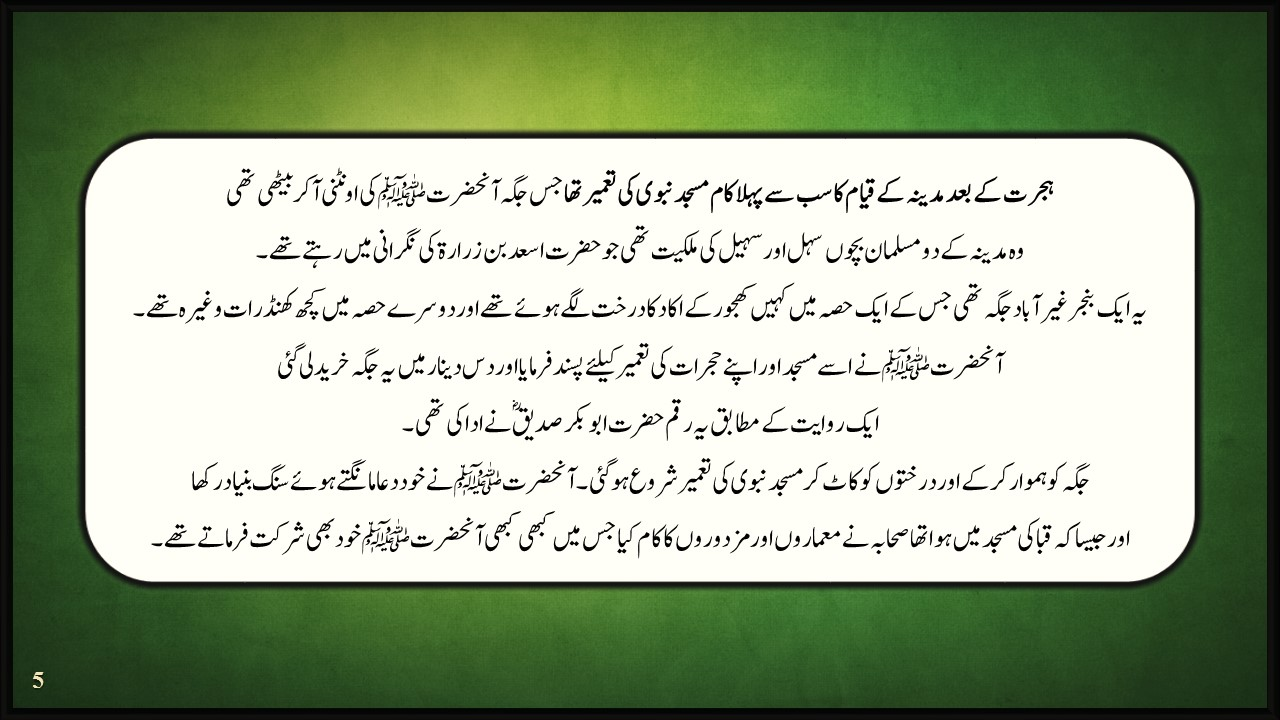 ہجرت کے بعد مدینہ کے قیام کا سب سے پہلا کام مسجد نبوی کی تعمیر تھا جس جگہ آنحضرت ﷺ کی اونٹنی آکر بیٹھی تھی
وہ مدینہ کے دو مسلمان بچوں سہل اور سہیل کی ملکیت تھی جو حضرت اسعد بن زرارۃ کی نگرانی میں رہتے تھے۔
یہ ایک بنجر غیر آباد جگہ تھی جس کے ایک حصہ میں کہیں کھجور کے اکادکا درخت لگے ہوئے تھے اور دوسرے حصہ میں کچھ کھنڈرات وغیرہ تھے۔
آنحضرت ﷺ نے اسے مسجد اور اپنے حجرات کی تعمیر کیلئے پسند فرمایا اور دس دینار میں یہ جگہ خرید لی گئی
ایک روایت کے مطابق یہ رقم حضرت ابو بکر صدیقؓ نے ادا کی تھی۔
جگہ کو ہموار کر کے اور درختوں کو کاٹ کر مسجد نبوی کی تعمیر شروع ہو گئی۔ آنحضرت ﷺ نے خود دعا مانگتے ہوئے سنگ بنیاد رکھا
اور جیسا کہ قبا کی مسجد میں ہوا تھا صحابہ نے معماروں اور مزدوروں کا کام کیا جس میں کبھی کبھی آنحضرت ﷺ خود بھی شرکت فرماتے تھے۔
5